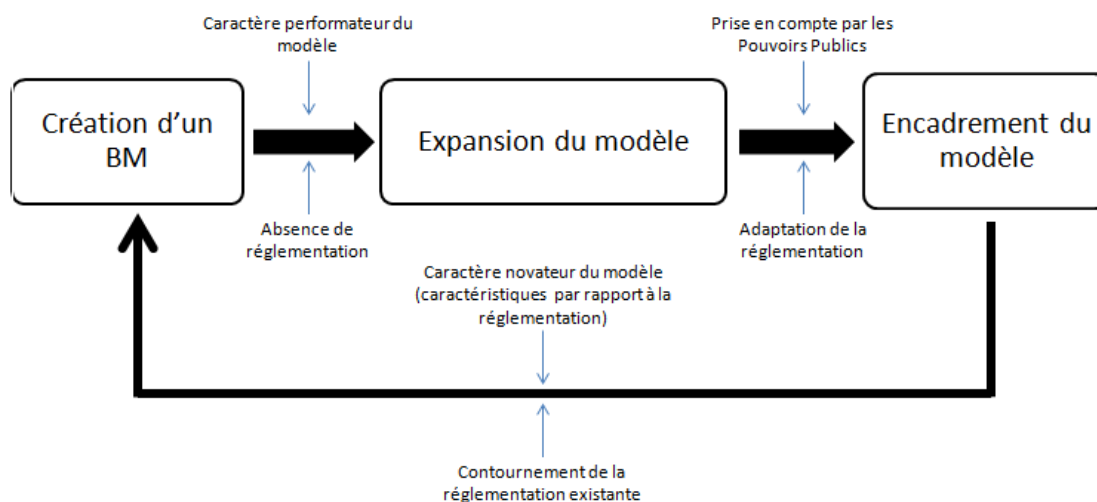 Caractère performateur du
modèle
Prise en compte par les
Pouvoirs Publics
Création d'un
BM
Expansion du modèle
Encadrement du
modèle
Absence de
réglementation
Adaptation de la
réglementation
Caractère novateur du modèle
(caractéristiques par rapport à la
réglementation)
Contournement de la
réglementation existante